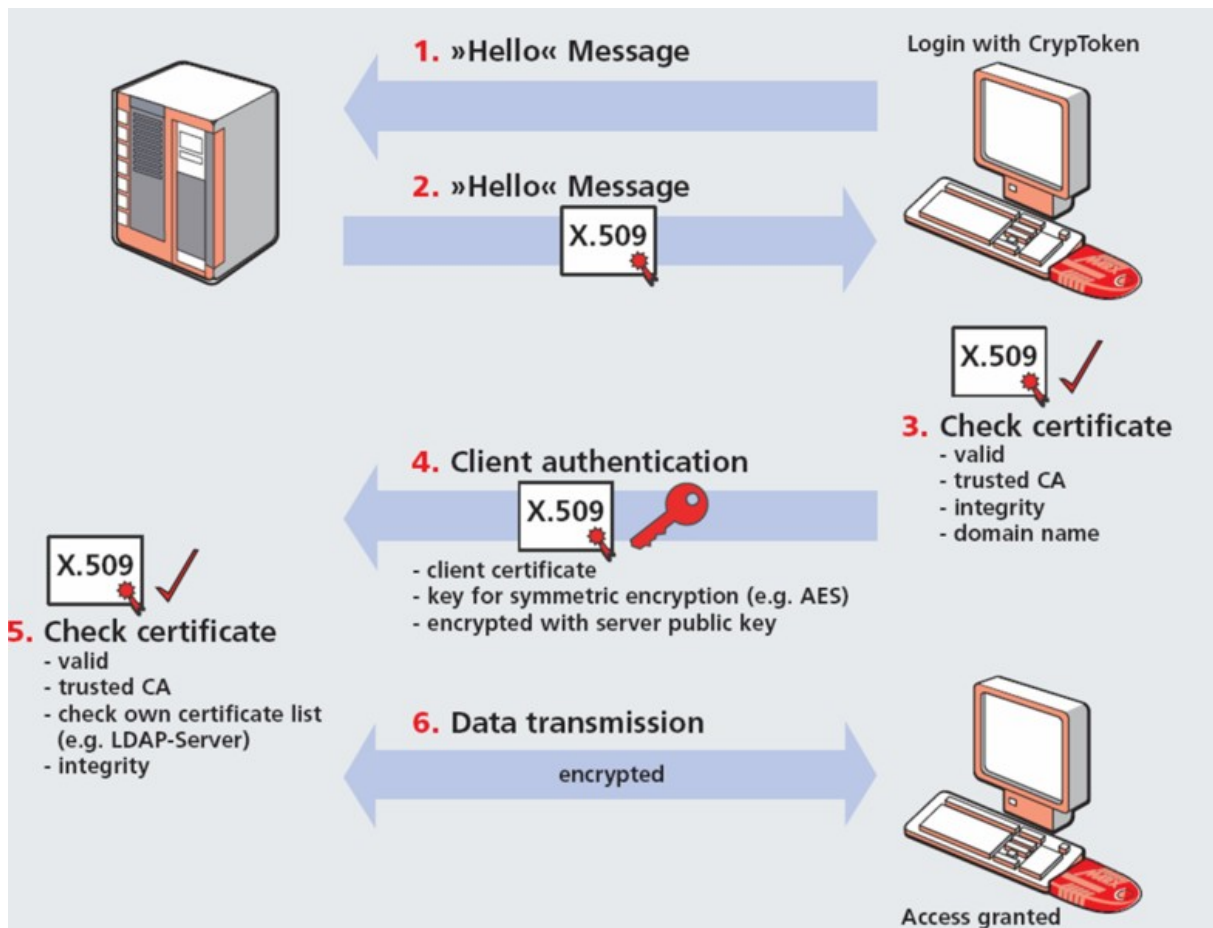 1. »Hello« Message
Login with CrypToken
2. »Hello« Message
X.509
X.509
3. Check certificate
- valid
- trusted CA
- integrity
- domain name
4. Client authentication
X.509
- client certificate
- key for symmetric encryption (e.g. AES)
- encrypted with server public key
X.509
5. Check certificate
- valid
- trusted CA
- check own certificate list
(e.g. LDAP-Server)
- integrity
6. Data transmission
encrypted
Access granted